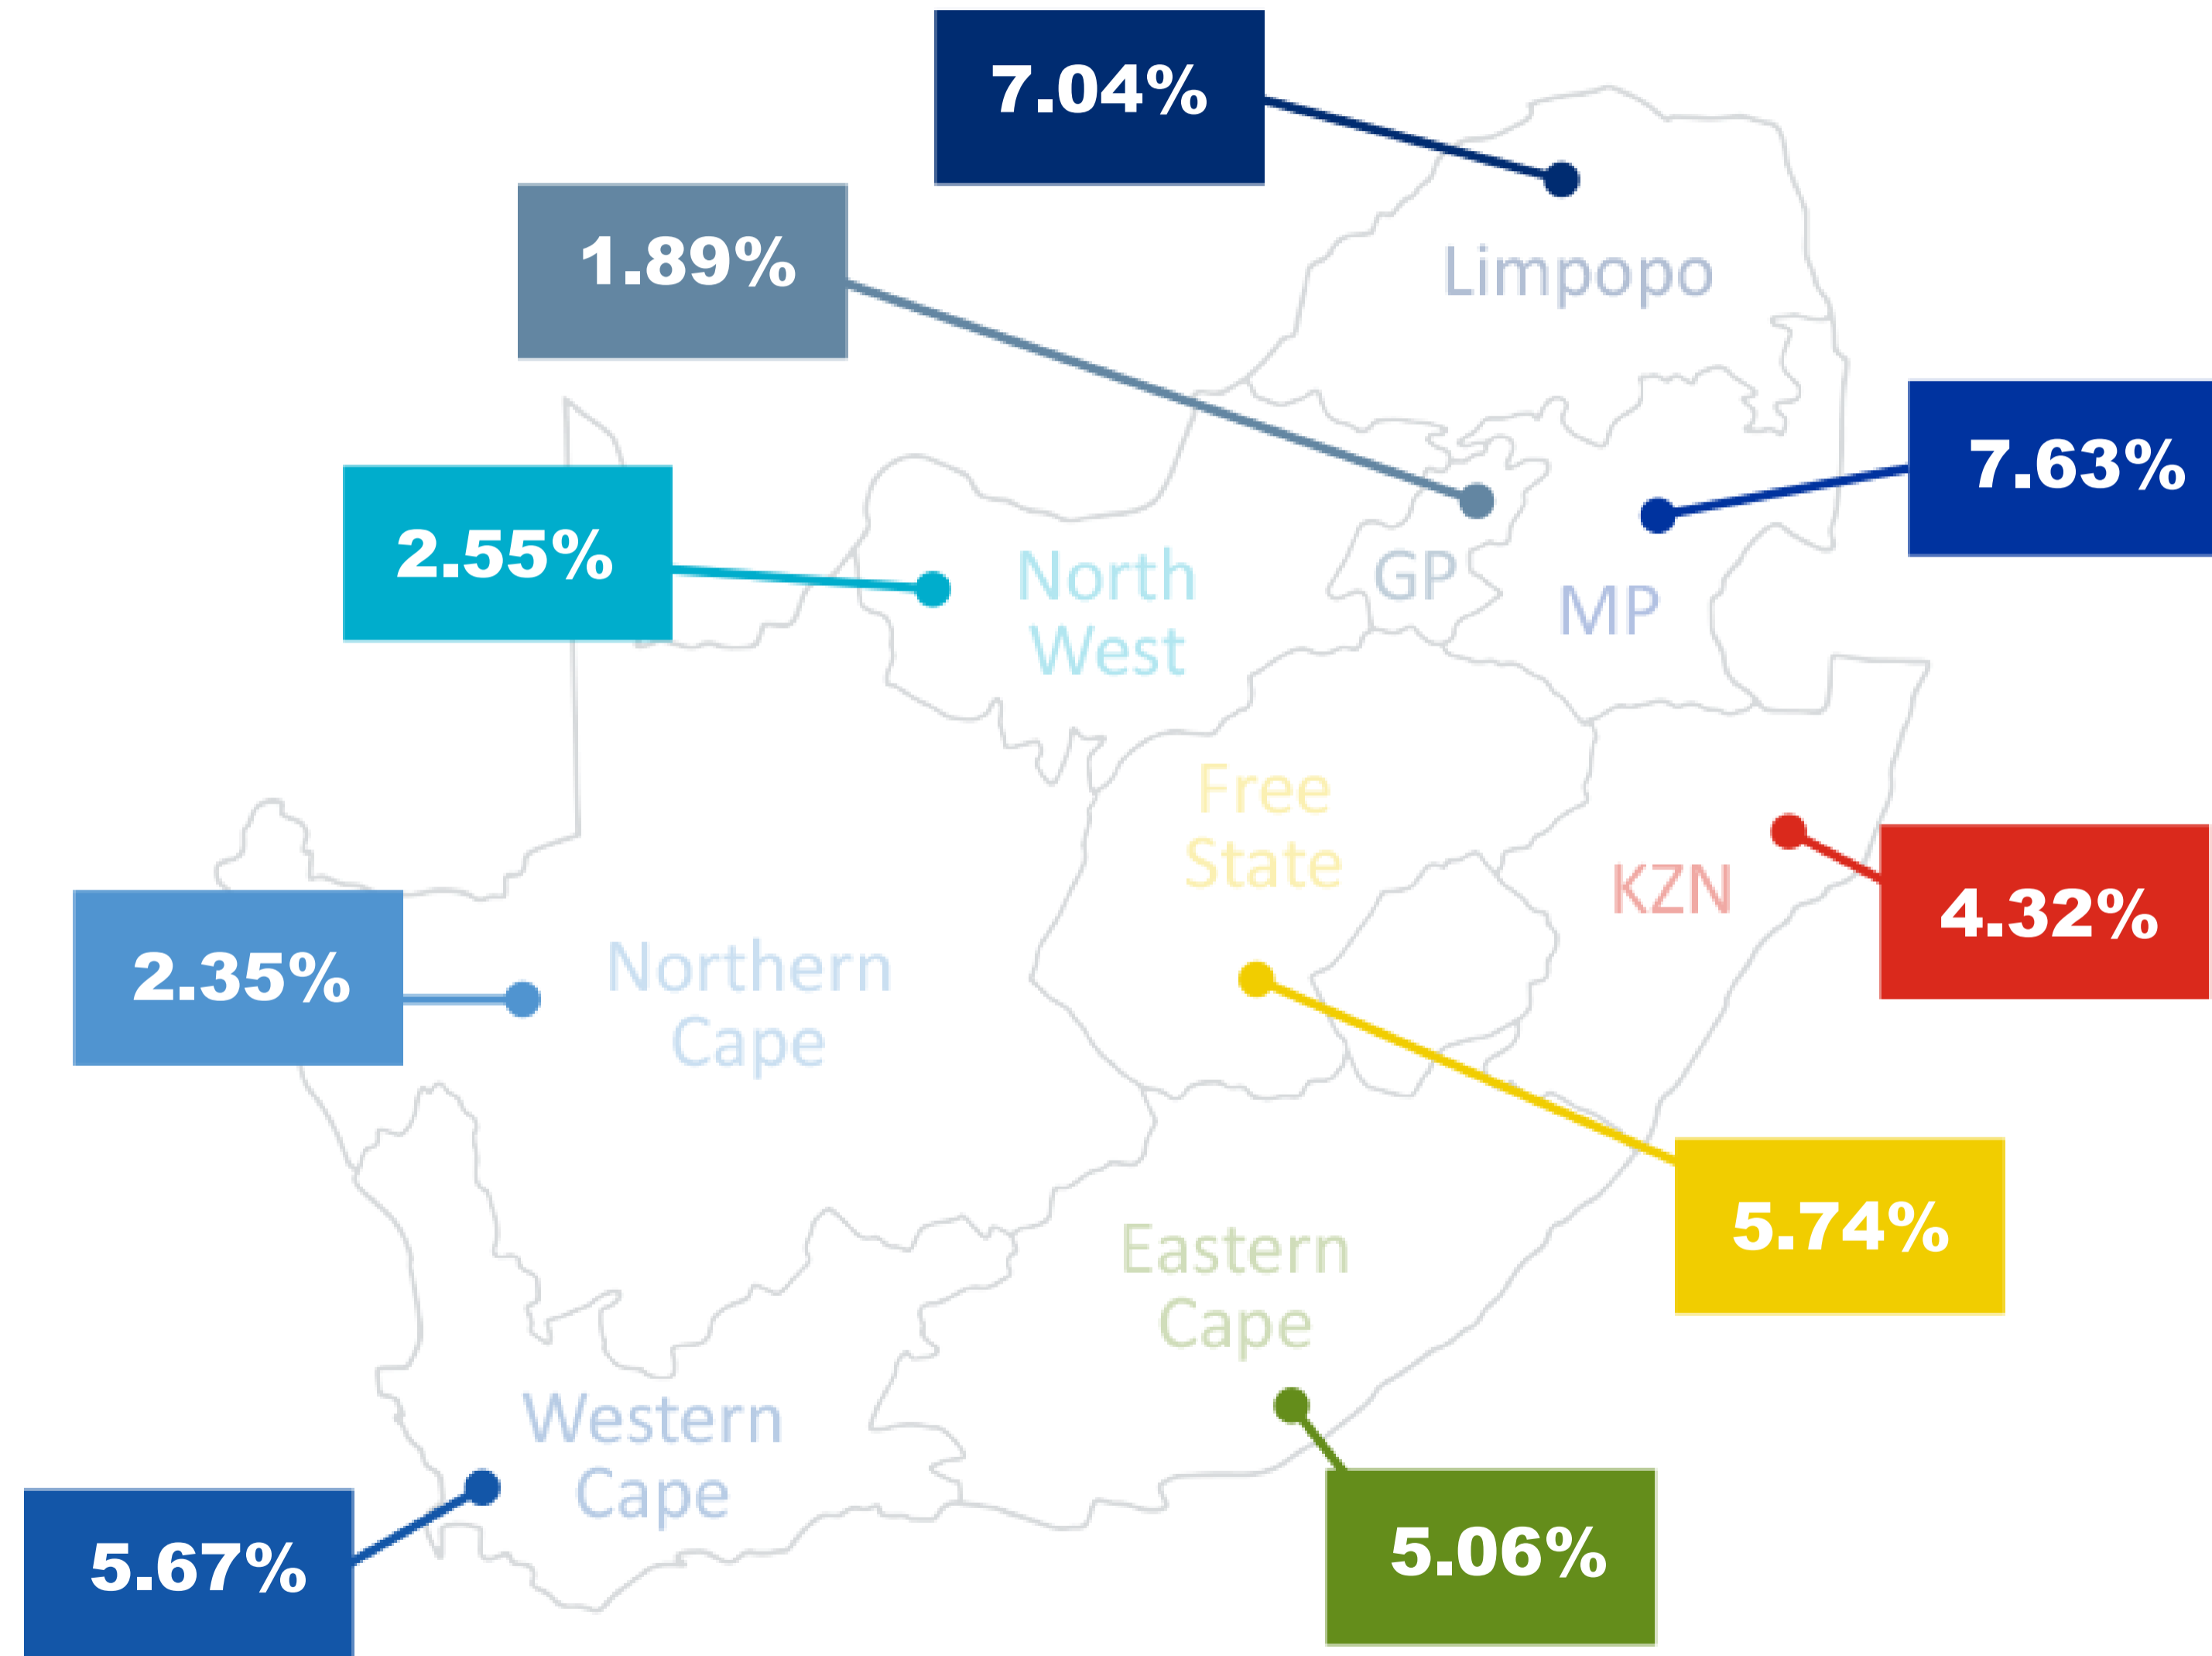 7.04%
1.89%
Limpopo
7.63%
2.55%
North
West
GP
MP
Free
State
KZN
4.32%
2.35%
Northern
Cape
5.74%
Eastern
Cape
Western
Cape
5.67%
5.06%